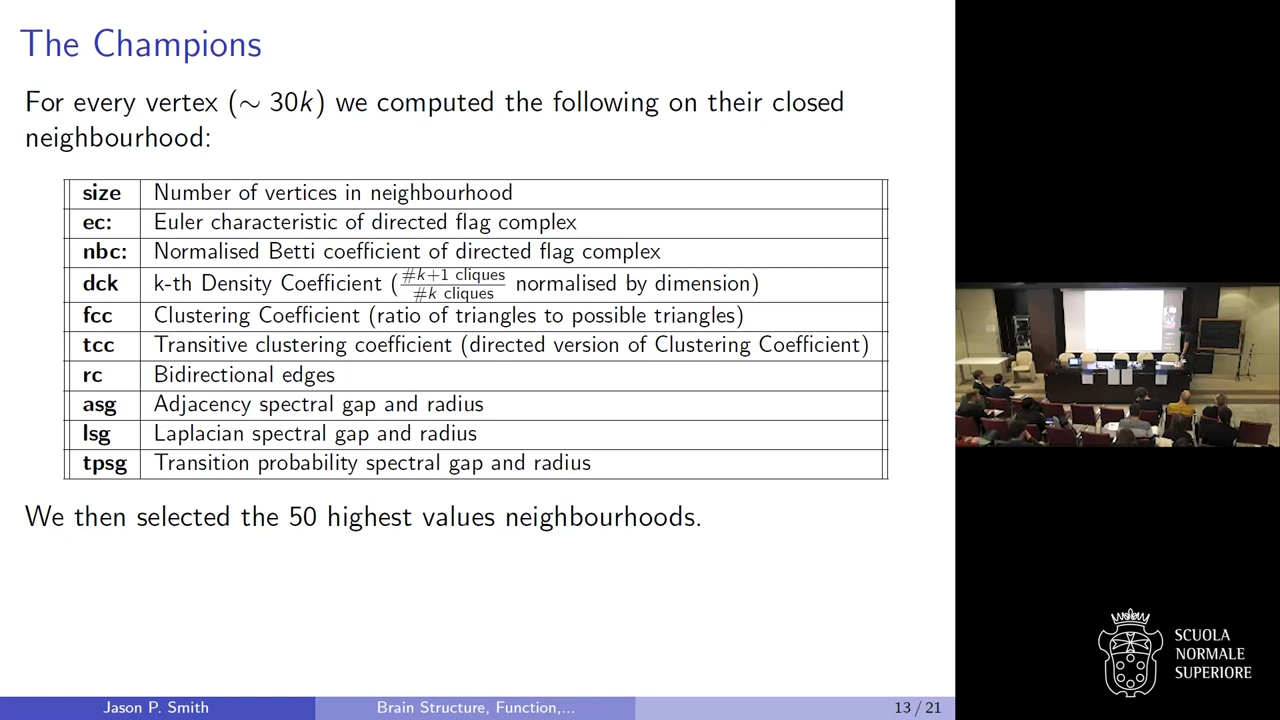 The Champions
For every vertex (∼ 30k) we computed the following on their closed
neighbourhood:
size Number of vertices in neighbourhood
ec: Euler characteristic of directed flag complex
nbc: Normalised Betti coefficient of directed flag complex
dck k-th Density Coefficient (#k+1 cliques / #k cliques normalised by dimension)
fcc Clustering Coefficient (ratio of triangles to possible triangles)
tcc Transitive clustering coefficient (directed version of Clustering Coefficient)
rc Bidirectional edges
asg Adjacency spectral gap and radius
lsg Laplacian spectral gap and radius
tpsg Transition probability spectral gap and radius
We then selected the 50 highest values neighbourhoods.
Jason P. Smith Brain Structure, Function,... 13 / 21
SCUOLA
NORMALE
SUPERIORE